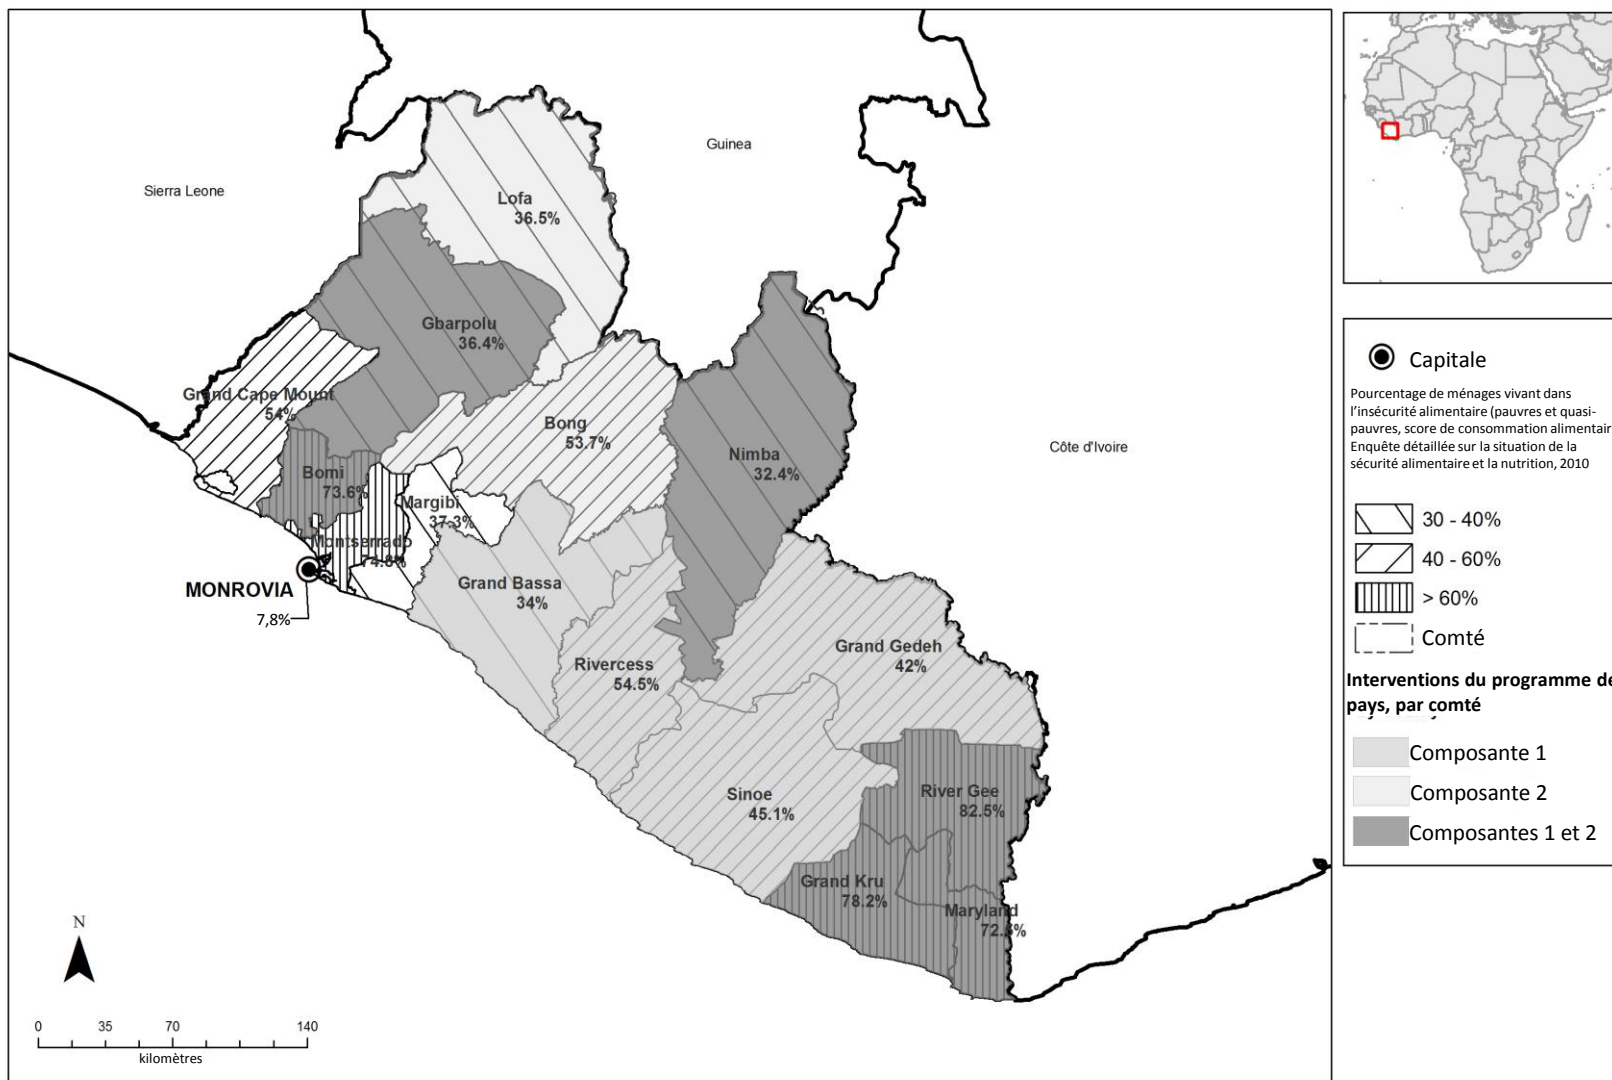 Guinea
Sierra Leone
Lofa
36.5%
Gbarpolu
36.4%
Grand Cape Mount
54%
Bong
53.7%
Nimba
32.4%
Côte d'Ivoire
Bomi
73.6%
Margibi
37.3%
Montserrado
74.8%
MONROVIA
7,8%
Grand Bassa
34%
Rivercess
54.5%
Grand Gedeh
42%
Sinoe
45.1%
River Gee
82.5%
Grand Kru
78.2%
Maryland
N
0 35 70 140
kilomètres
Capitale
Pourcentage de ménages vivant dans
l'insécurité alimentaire (pauvres et quasi-
pauvres, score de consommation alimentair
Enquête détaillée sur la situation de la
sécurité alimentaire et la nutrition, 2010
30 - 40%
40 - 60%
> 60%
Comté
Interventions du programme de
pays, par comté
Composante 1
Composante 2
Composantes 1 et 2